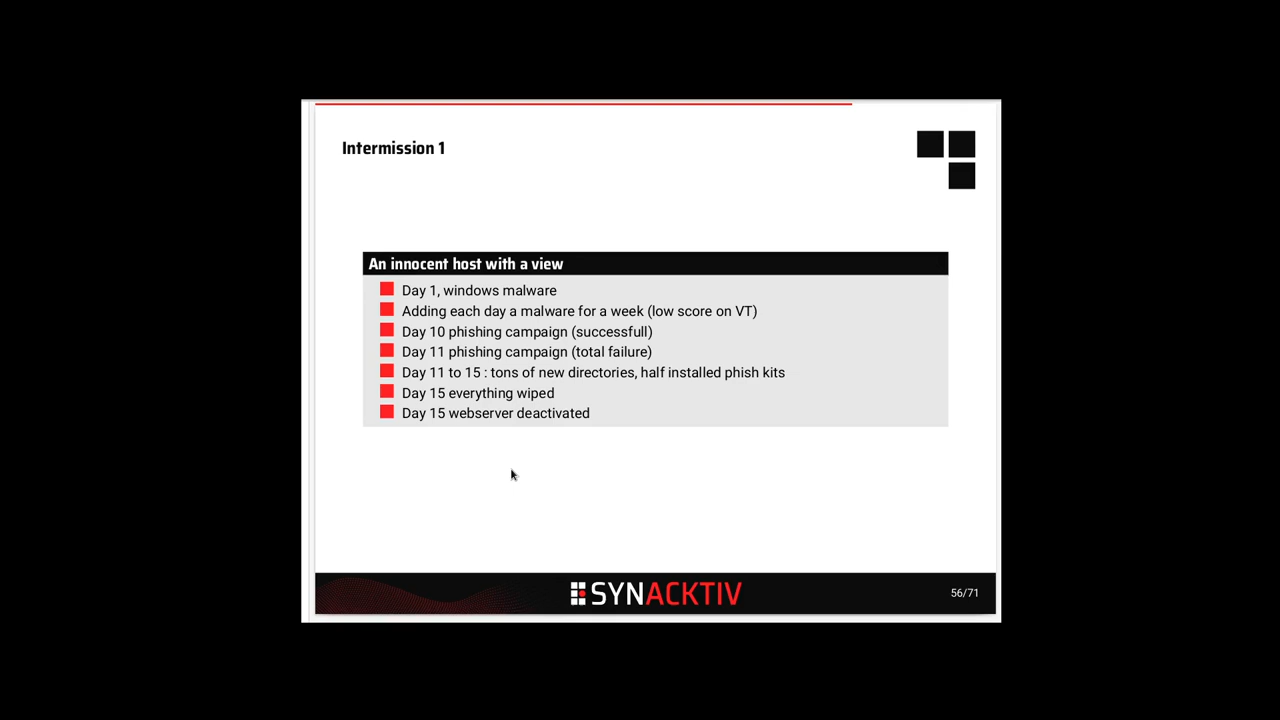 Intermission 1
An innocent host with a view
Day 1, windows malware
Adding each day a malware for a week (low score on VT)
Day 10 phishing campaign (successfull)
Day 11 phishing campaign (total failure)
Day 11 to 15 : tons of new directories, half installed phish kits
Day 15 everything wiped
Day 15 webserver deactivated
SYNACKTIV
56/71